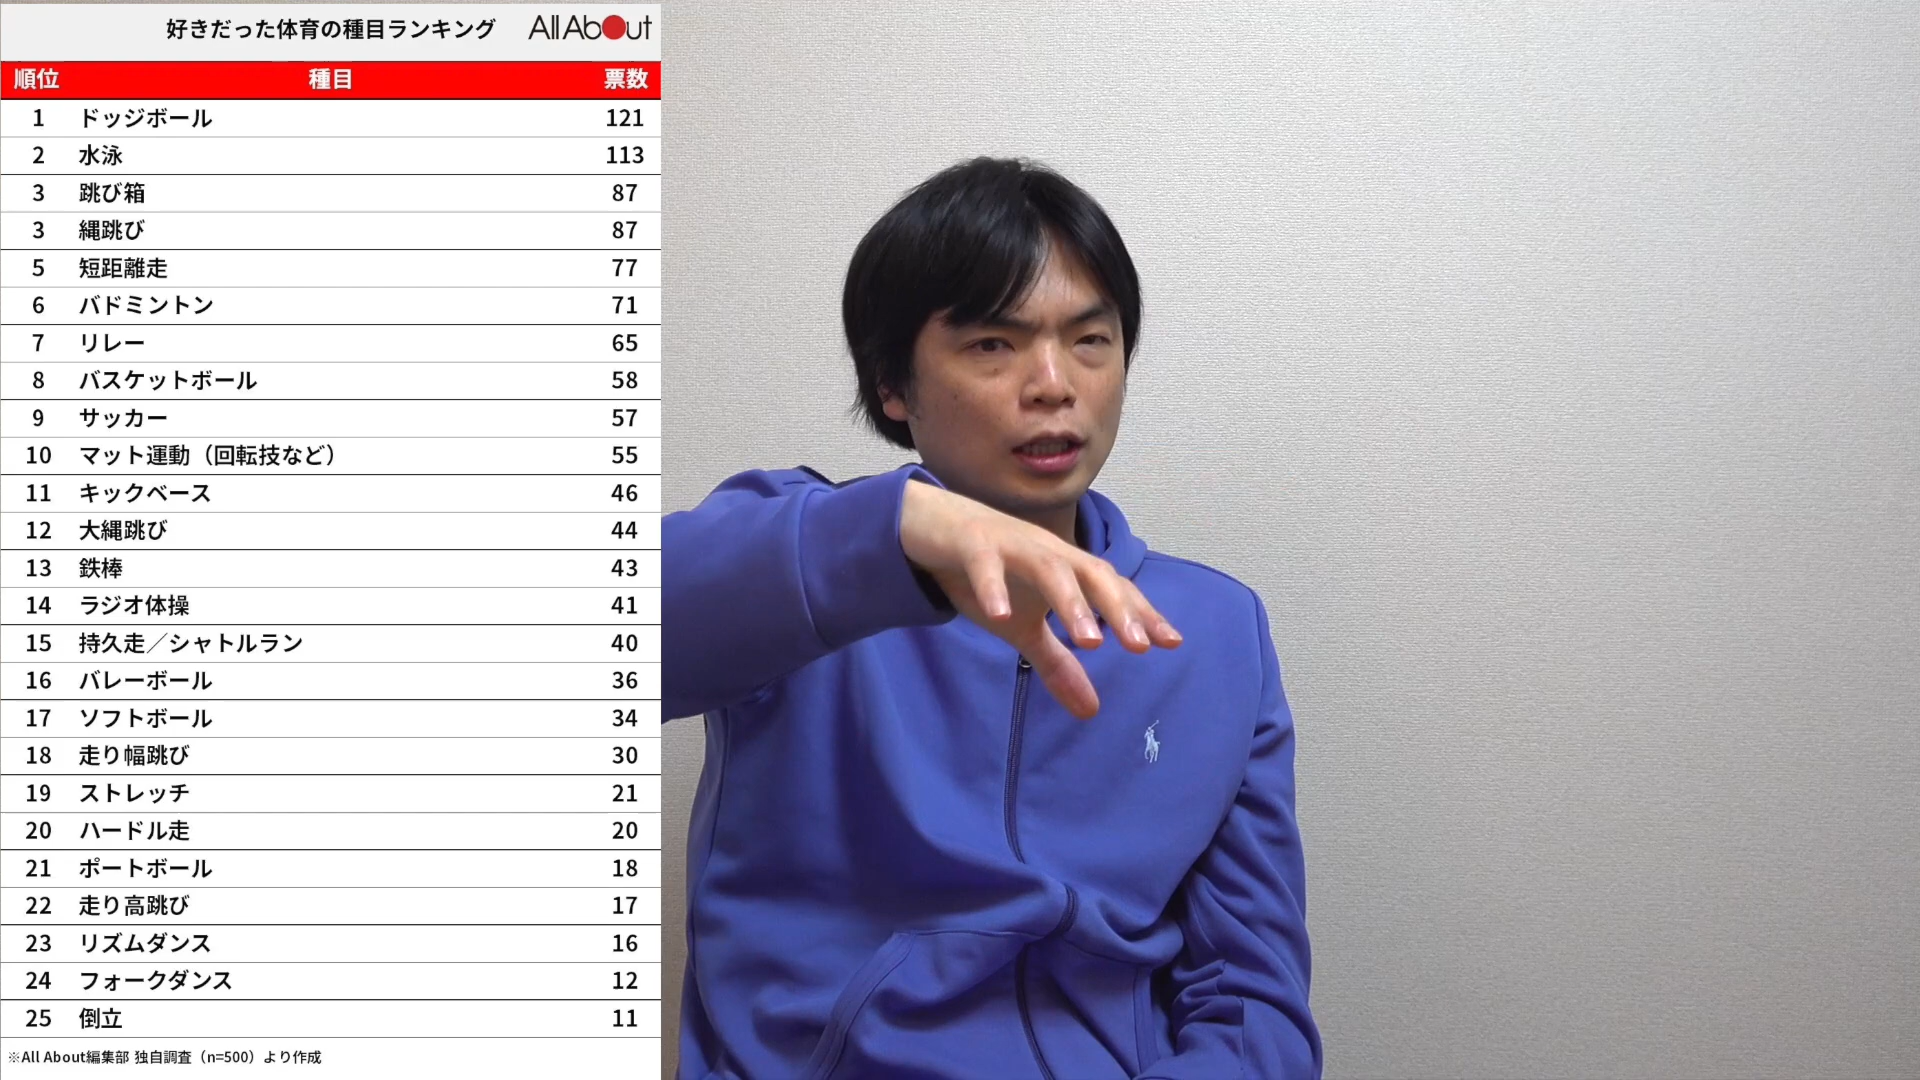 好きだった体育の種目ランキング All About
順位 種目 票数
1 ドッジボール 121
2 水泳 113
3 跳び箱 87
3 縄跳び 87
5 短距離走 77
6 バドミントン 71
7 リレー 65
8 バスケットボール 58
9 サッカー 57
10 マット運動（回転技など） 55
11 キックベース 46
12 大縄跳び 44
13 鉄棒 43
14 ラジオ体操 41
15 持久走／シャトルラン 40
16 バレーボール 36
17 ソフトボール 34
18 走り幅跳び 30
19 ストレッチ 21
20 ハードル走 20
21 ポートボール 18
22 走り高跳び 17
23 リズムダンス 16
24 フォークダンス 12
25 倒立 11
※All About編集部 独自調査（n=500）より作成